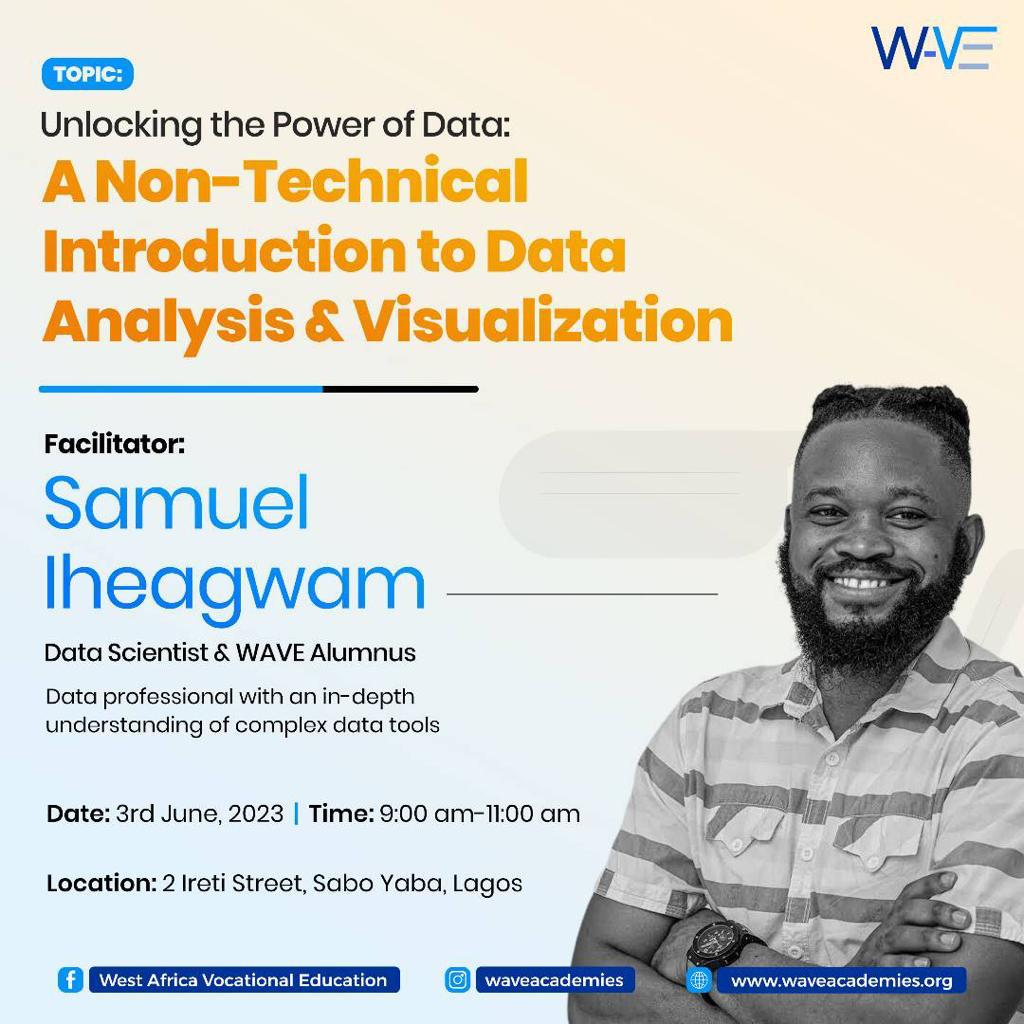 WAVE
TOPIC:
Unlocking the Power of Data:
A Non-Technical
Introduction to Data
Analysis & Visualization
Facilitator:
Samuel
Iheagwam
Data Scientist & WAVE Alumnus
Data professional with an in-depth
understanding of complex data tools
Date: 3rd June, 2023 | Time: 9:00 am-11:00 am
Location: 2 Ireti Street, Sabo Yaba, Lagos
West Africa Vocational Education waveacademies www.waveacademies.org